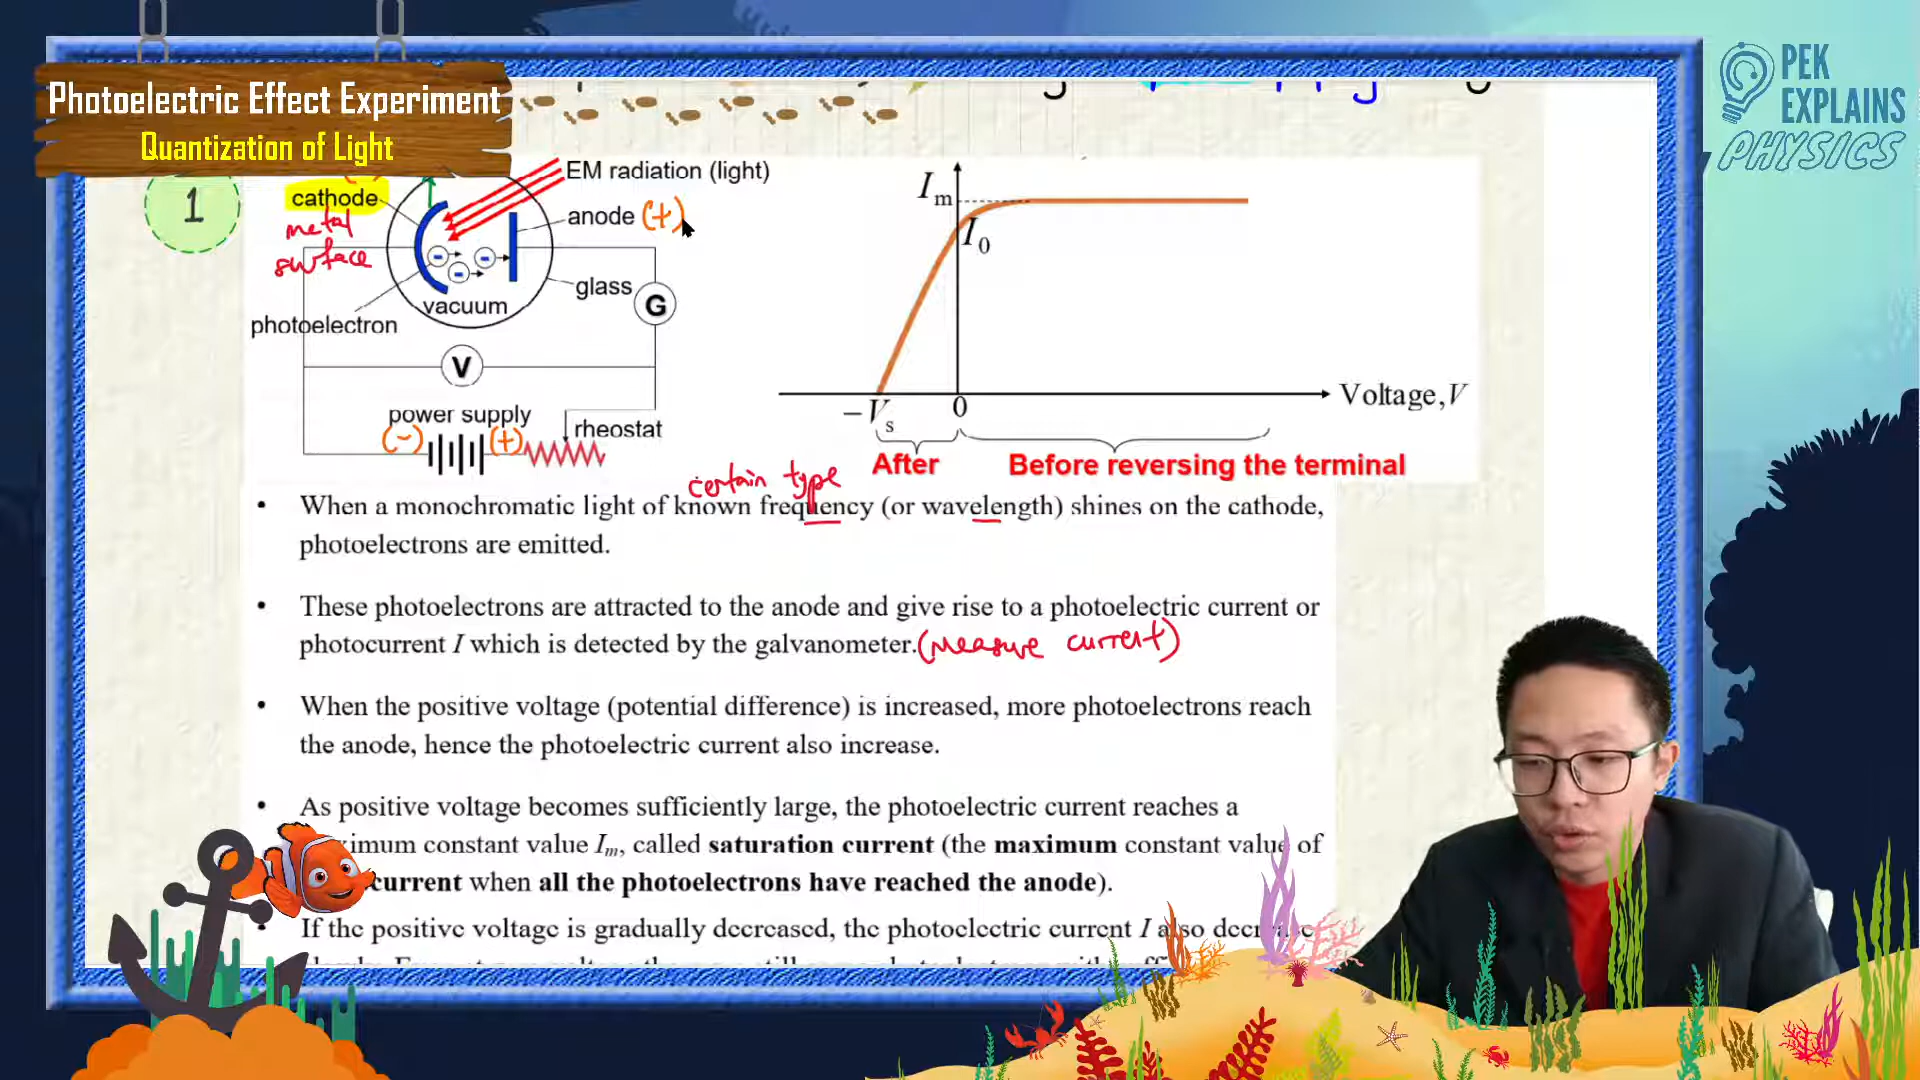 Photoelectric Effect Experiment
Quantization of Light
PEK
EXPLAINS
PHYSICS
1
cathode
metal
surface
EM radiation (light)
anode (+)
glass
G
vacuum
photoelectron
V
power supply
(-) (+)
rheostat
Im
I0
Voltage, V
–Vs
0
After
Before reversing the terminal
certain type
• When a monochromatic light of known frequency (or wavelength) shines on the cathode,
photoelectrons are emitted.
• These photoelectrons are attracted to the anode and give rise to a photoelectric current or
photocurrent I which is detected by the galvanometer. (measure current)
• When the positive voltage (potential difference) is increased, more photoelectrons reach
the anode, hence the photoelectric current also increase.
• As positive voltage becomes sufficiently large, the photoelectric current reaches a
imum constant value Im, called saturation current (the maximum constant value of
current when all the photoelectrons have reached the anode).
• If the positive voltage is gradually decreased, the photoelectric current I also